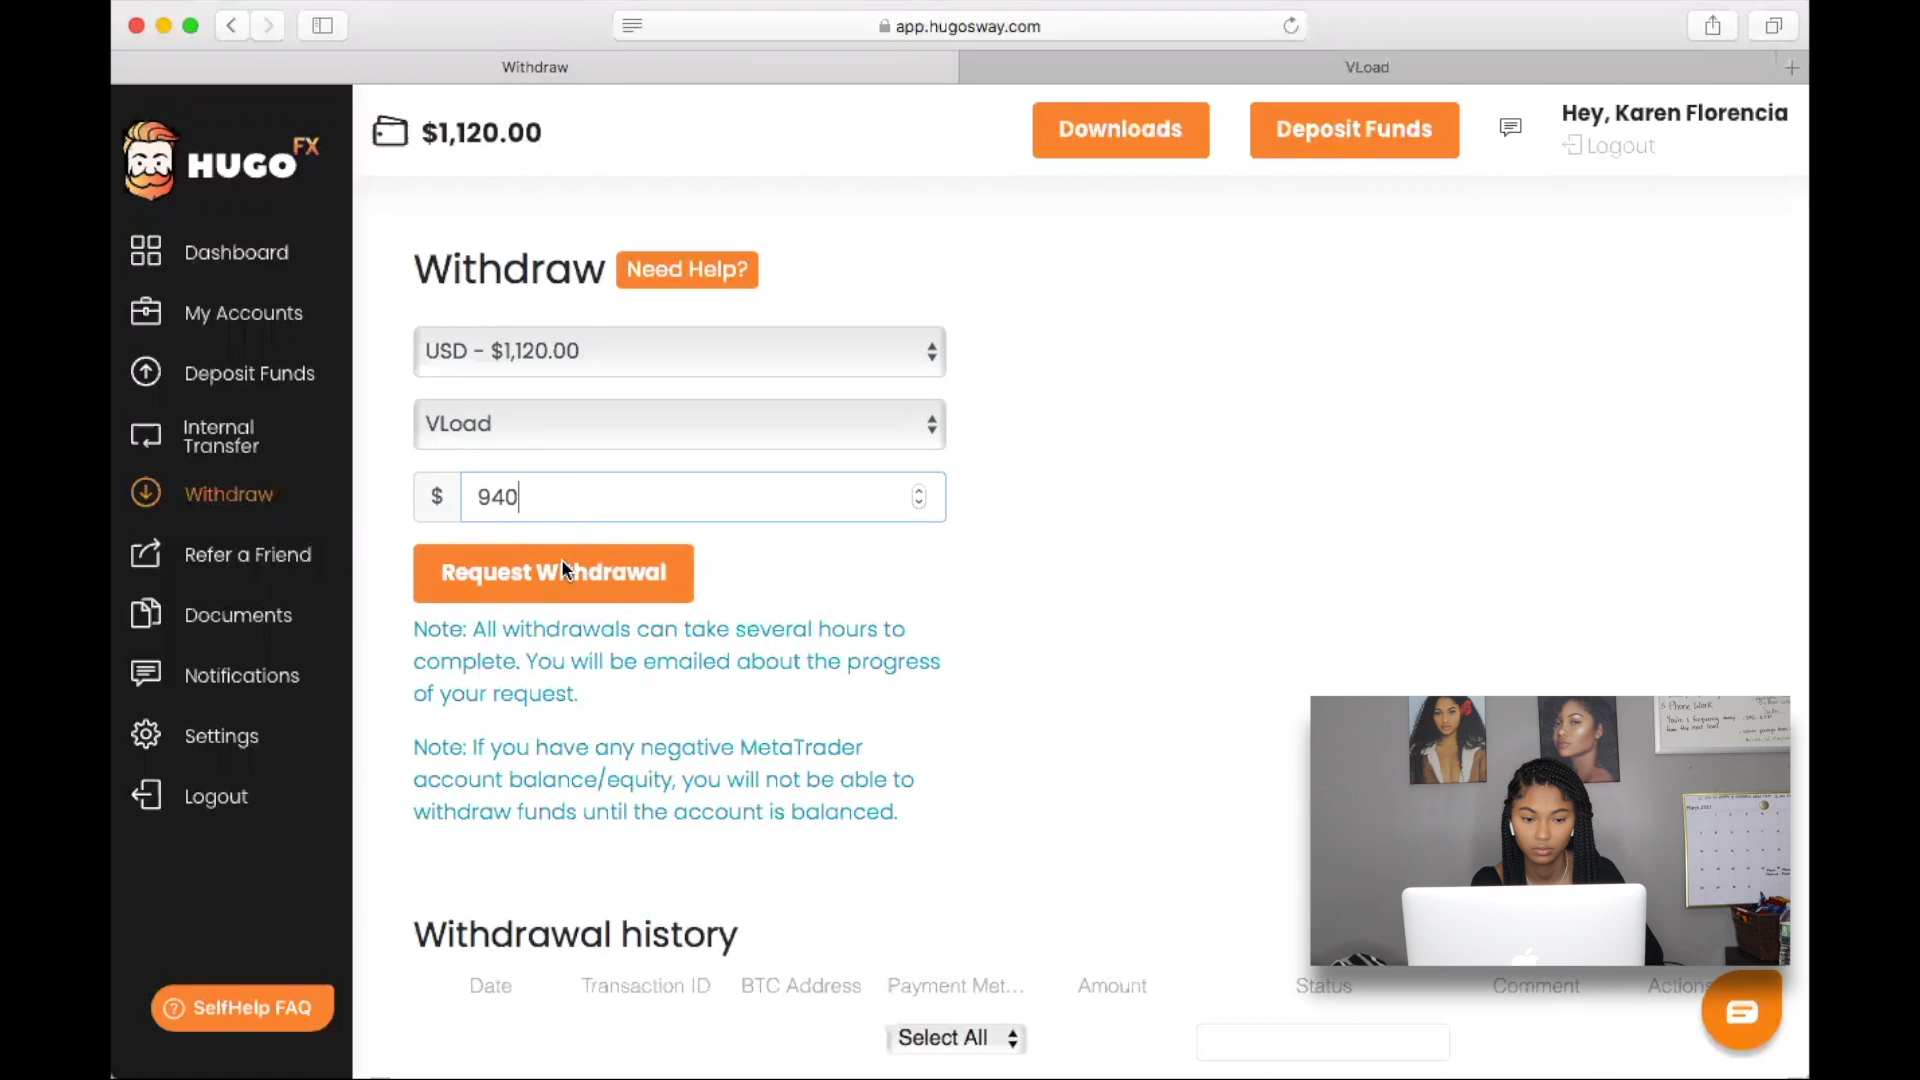 app.hugosway.com
Withdraw
VLoad
HUGO FX
$1,120.00
Downloads
Deposit Funds
Hey, Karen Florencia
Logout
Dashboard
My Accounts
Deposit Funds
Internal
Transfer
Withdraw
Refer a Friend
Documents
Notifications
Settings
Logout
SelfHelp FAQ
Withdraw
Need Help?
USD - $1,120.00
VLoad
$ 940
Request Withdrawal
Note: All withdrawals can take several hours to
complete. You will be emailed about the progress
of your request.
Note: If you have any negative MetaTrader
account balance/equity, you will not be able to
withdraw funds until the account is balanced.
Withdrawal history
Date Transaction ID BTC Address Payment Met... Amount Status Comment Actions
Select All
Phone Work